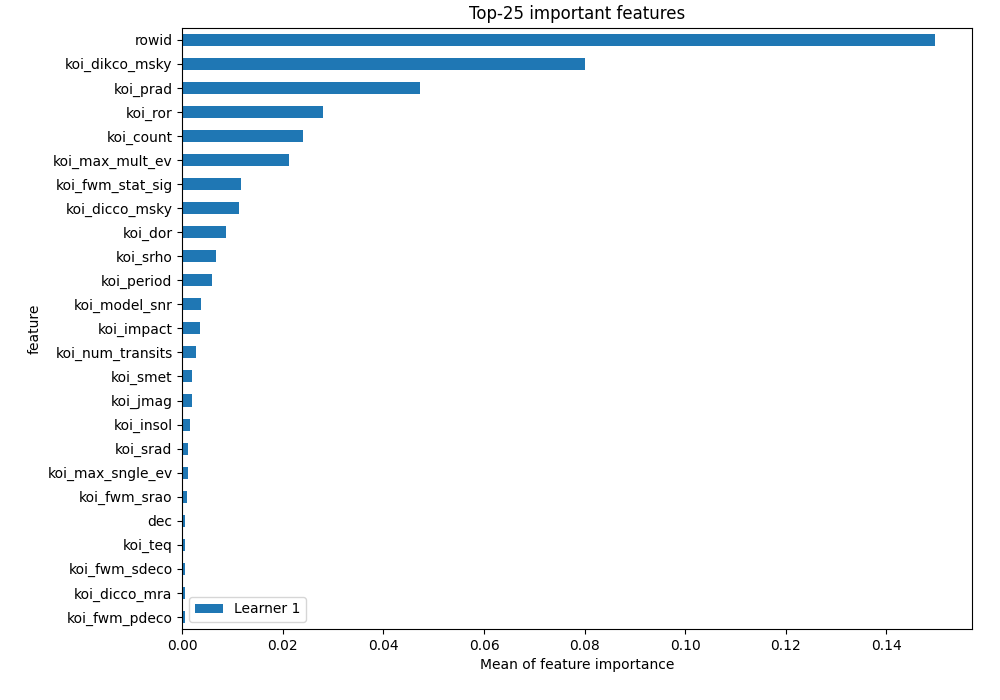 Top-25 important features
rowid
koi_dikco_msky
koi_prad
koi_ror
koi_count
koi_max_mult_ev
koi_fwm_stat_sig
koi_dicco_msky
koi_dor
koi_srho
koi_period
koi_model_snr
koi_impact
koi_num_transits
koi_smet
koi_jmag
koi_insol
koi_srad
koi_max_sngle_ev
koi_fwm_srao
dec
koi_teq
koi_fwm_sdeco
koi_dicco_mra
koi_fwm_pdeco
feature
Learner 1
0.00 0.02 0.04 0.06 0.08 0.10 0.12 0.14
Mean of feature importance